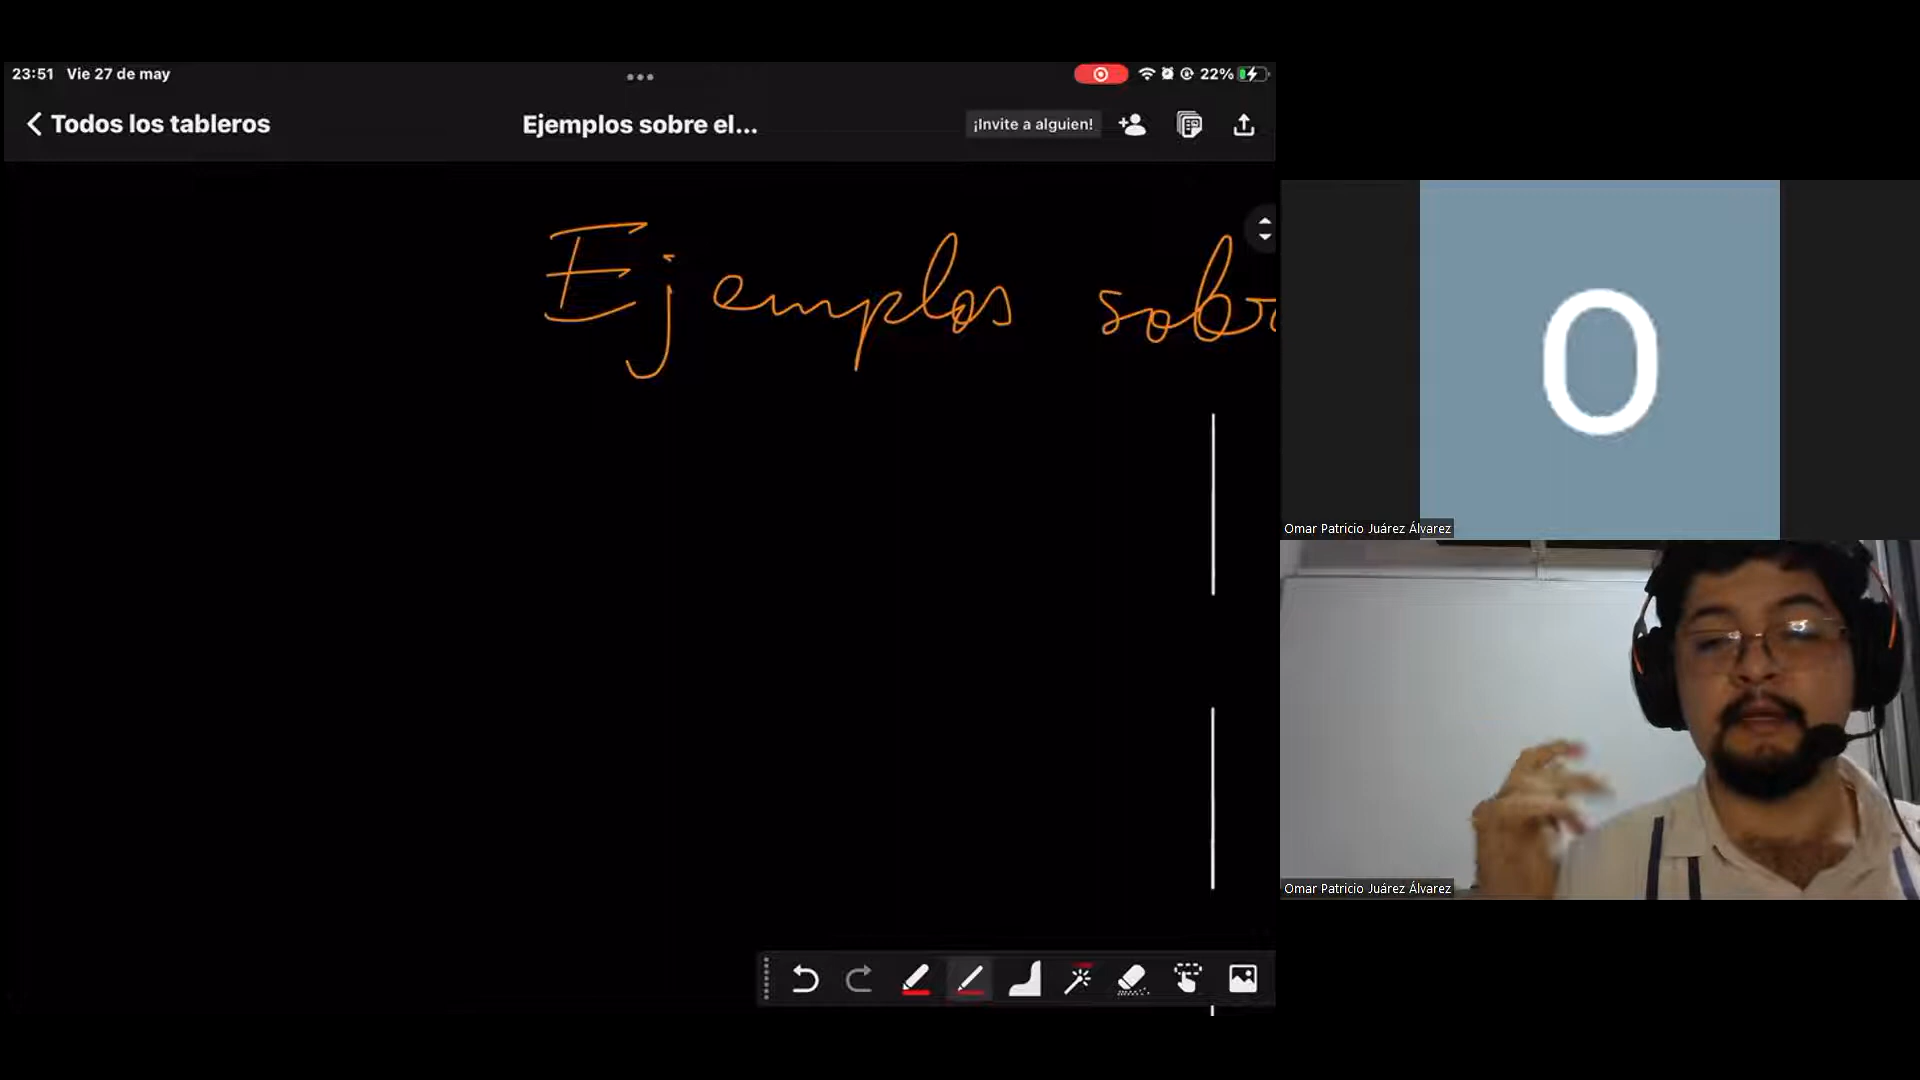 23:51 Vie 27 de may
22%
Todos los tableros
Ejemplos sobre el...
¡Invite a alguien!
Ejemplos sobre
O
Omar Patricio Juárez Álvarez
Omar Patricio Juárez Álvarez